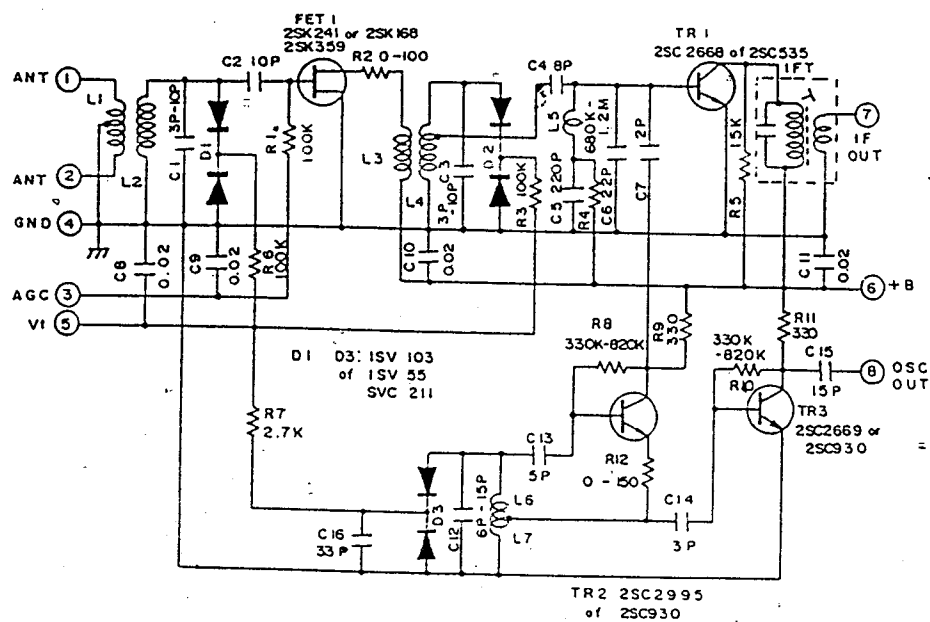 FET 1
2SK241 or 2SK168
2SK359
TR 1
2SC2668 of 2SC535
R2 0-100
C2 10P
C4 8P
IFT
ANT 1
L1
3P-10P
C1
D1
R1
100K
L2
L3
L4
C3
3P-10P
D2
R3 100K
L5
680K-
1.2M
C5 220P
R4
C6 22P
2P
C7
15K
R5
7
IF
OUT
ANT 2
GND 4
C8
0.02
C9
0.02
R6
100K
C10
0.02
C11
0.02
AGC 3
6 +B
Vt 5
D1 D3: 1SV 103
of 1SV 55
SVC 211
R8
330K-820K
R9
330
330K
-820K
R10
R11
330
C15
15P
8 OSC
OUT
TR3
2SC2669 or
2SC930
=
R7
2.7K
C13
5P
R12
0-150
C14
3P
D3
C12
6P-15P
L6
L7
C16
33P
TR2 2SC2995
of 2SC930